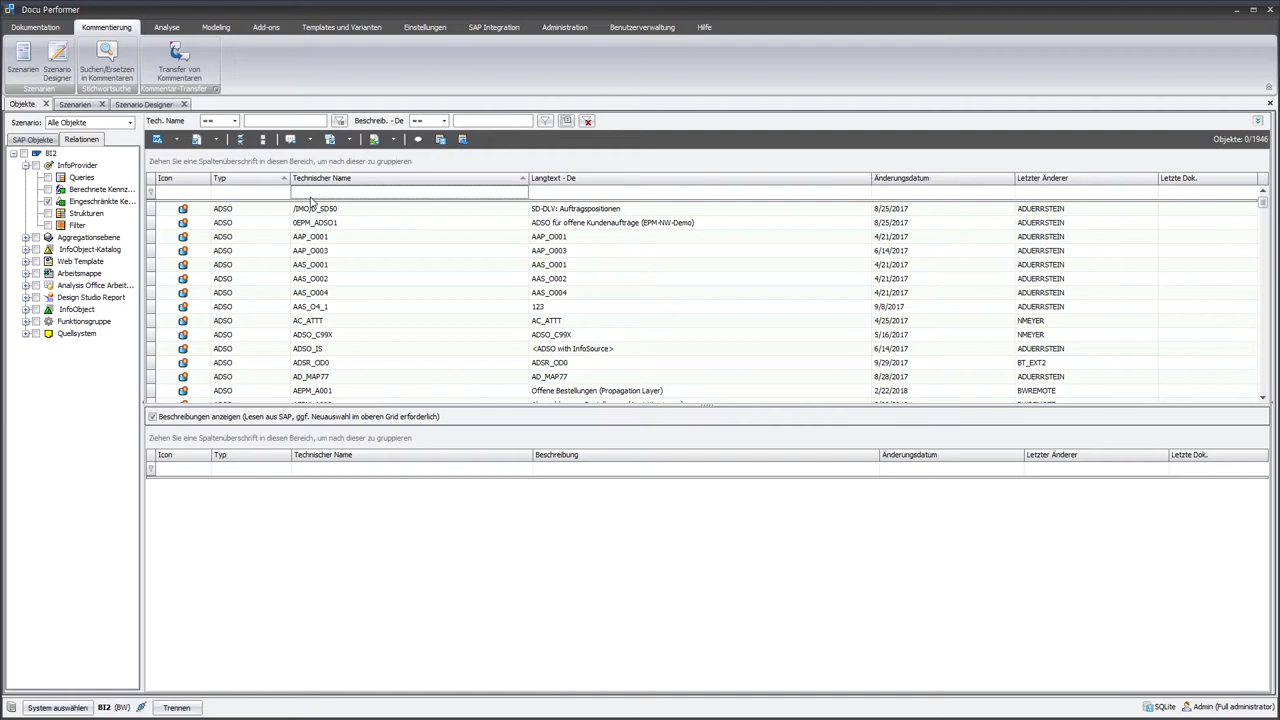 Docu Performer
Dokumentation Kommentierung Analyse Modeling Add-ons Templates und Varianten Einstellungen SAP Integration Administration Benutzerverwaltung Hilfe
Szenarien Szenario Designer Suchen/Ersetzen in Kommentaren Transfer von Kommentaren
Szenarien Stichwortsuche Kommentar-Transfer
Objekte Szenarien Szenario Designer
Szenario: Alle Objekte Tech. Name == Beschreib. - De ==
SAP Objekte Relationen
Objekte: 0/1946
BI2
InfoProvider
Queries
Berechnete Kennz...
Eingeschränkte Ke...
Strukturen
Filter
Aggregationsebene
InfoObject-Katalog
Web Template
Arbeitsmappe
Analysis Office Arbeit...
Design Studio Report
InfoObject
Funktionsgruppe
Quellsystem
Ziehen Sie eine Spaltenüberschrift in diesen Bereich, um nach dieser zu gruppieren
Icon Typ Technischer Name Langtext - De Änderungsdatum Letzter Änderer Letzte Dok.
ADSO /IMO/D_SD50 SD-DLV: Auftragspositionen 8/25/2017 ADUERRSTEIN
ADSO 0EPM_ADSO1 ADSO für offene Kundenaufträge (EPM-NW-Demo) 8/25/2017 ADUERRSTEIN
ADSO AAP_O001 AAP_O001 4/21/2017 ADUERRSTEIN
ADSO AAP_O003 AAP_O003 6/14/2017 ADUERRSTEIN
ADSO AAS_O001 AAS_O001 4/21/2017 ADUERRSTEIN
ADSO AAS_O002 AAS_O002 4/21/2017 ADUERRSTEIN
ADSO AAS_O004 AAS_O004 4/21/2017 ADUERRSTEIN
ADSO AAS_O4_1 123 9/8/2017 ADUERRSTEIN
ADSO AC_ATTT AC_ATTT 4/25/2017 NMEYER
ADSO ADSO_C99X ADSO_C99X 5/16/2017 NMEYER
ADSO ADSO_IS <ADSO with InfoSource> 6/14/2017 ADUERRSTEIN
ADSO ADSR_OD0 ADSR_OD0 9/29/2017 BT_EXT2
ADSO AD_MAP77 AD_MAP77 8/28/2017 ADUERRSTEIN
ADSO AEPM_A001 Offene Bestellungen (Propagation Layer) 2/22/2018 BWREMOTE
Beschreibungen anzeigen (Lesen aus SAP, ggf. Neuauswahl im oberen Grid erforderlich)
Ziehen Sie eine Spaltenüberschrift in diesen Bereich, um nach dieser zu gruppieren
Icon Typ Technischer Name Beschreibung Änderungsdatum Letzter Änderer Letzte Dok.
System auswählen BI2 (BW) Trennen SQLite Admin (Full administrator)